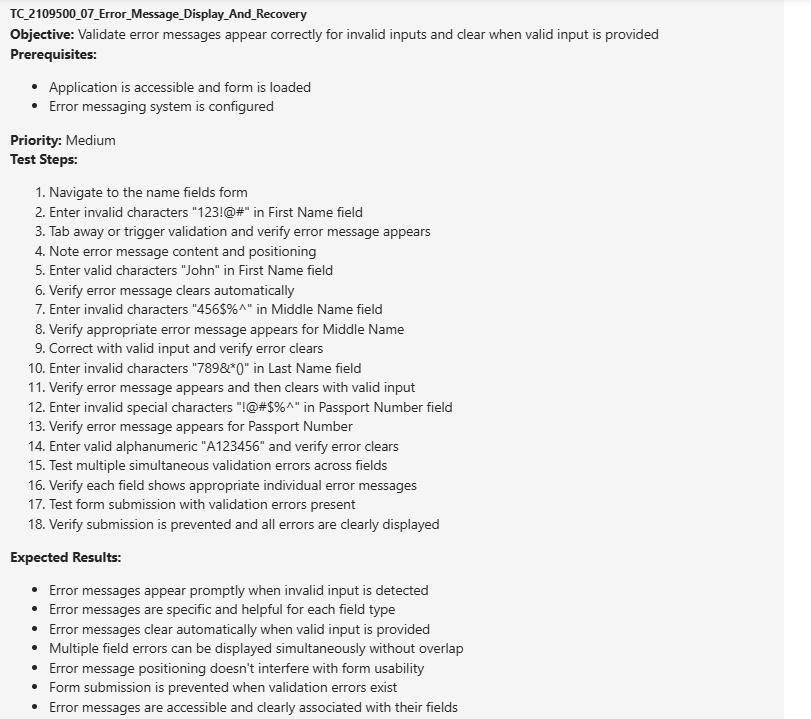 TC_2109500_07_Error_Message_Display_And_Recovery
Objective: Validate error messages appear correctly for invalid inputs and clear when valid input is provided
Prerequisites:
• Application is accessible and form is loaded
• Error messaging system is configured
Priority: Medium
Test Steps:
1. Navigate to the name fields form
2. Enter invalid characters "123!@#" in First Name field
3. Tab away or trigger validation and verify error message appears
4. Note error message content and positioning
5. Enter valid characters "John" in First Name field
6. Verify error message clears automatically
7. Enter invalid characters "456$%^" in Middle Name field
8. Verify appropriate error message appears for Middle Name
9. Correct with valid input and verify error clears
10. Enter invalid characters "789&*()" in Last Name field
11. Verify error message appears and then clears with valid input
12. Enter invalid special characters "!@#$%^" in Passport Number field
13. Verify error message appears for Passport Number
14. Enter valid alphanumeric "A123456" and verify error clears
15. Test multiple simultaneous validation errors across fields
16. Verify each field shows appropriate individual error messages
17. Test form submission with validation errors present
18. Verify submission is prevented and all errors are clearly displayed
Expected Results:
• Error messages appear promptly when invalid input is detected
• Error messages are specific and helpful for each field type
• Error messages clear automatically when valid input is provided
• Multiple field errors can be displayed simultaneously without overlap
• Error message positioning doesn't interfere with form usability
• Form submission is prevented when validation errors exist
• Error messages are accessible and clearly associated with their fields